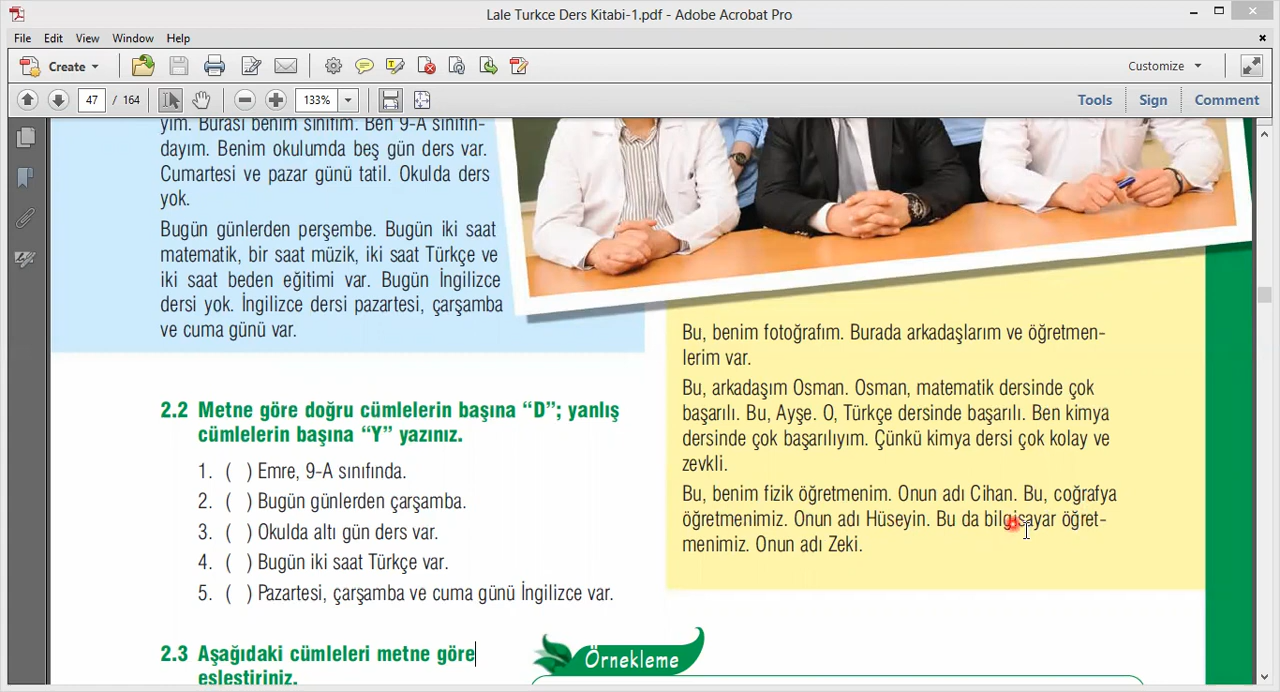 Lale Turkce Ders Kitabi-1.pdf - Adobe Acrobat Pro
File Edit View Window Help
Create Customize
47 / 164 133% Tools Sign Comment
yim. Burası benim sınıfım. Ben 9-A sınıfın-
dayım. Benim okulumda beş gün ders var.
Cumartesi ve pazar günü tatil. Okulda ders
yok.
Bugün günlerden perşembe. Bugün iki saat
matematik, bir saat müzik, iki saat Türkçe ve
iki saat beden eğitimi var. Bugün İngilizce
dersi yok. İngilizce dersi pazartesi, çarşamba
ve cuma günü var.
2.2 Metne göre doğru cümlelerin başına “D”; yanlış
cümlelerin başına “Y” yazınız.
1. ( ) Emre, 9-A sınıfında.
2. ( ) Bugün günlerden çarşamba.
3. ( ) Okulda altı gün ders var.
4. ( ) Bugün iki saat Türkçe var.
5. ( ) Pazartesi, çarşamba ve cuma günü İngilizce var.
2.3 Aşağıdaki cümleleri metne göre
eşleştiriniz.
Bu, benim fotoğrafım. Burada arkadaşlarım ve öğretmen-
lerim var.
Bu, arkadaşım Osman. Osman, matematik dersinde çok
başarılı. Bu, Ayşe. O, Türkçe dersinde başarılı. Ben kimya
dersinde çok başarılıyım. Çünkü kimya dersi çok kolay ve
zevkli.
Bu, benim fizik öğretmenim. Onun adı Cihan. Bu, coğrafya
öğretmenimiz. Onun adı Hüseyin. Bu da bilgisayar öğret-
menimiz. Onun adı Zeki.
Örnekleme